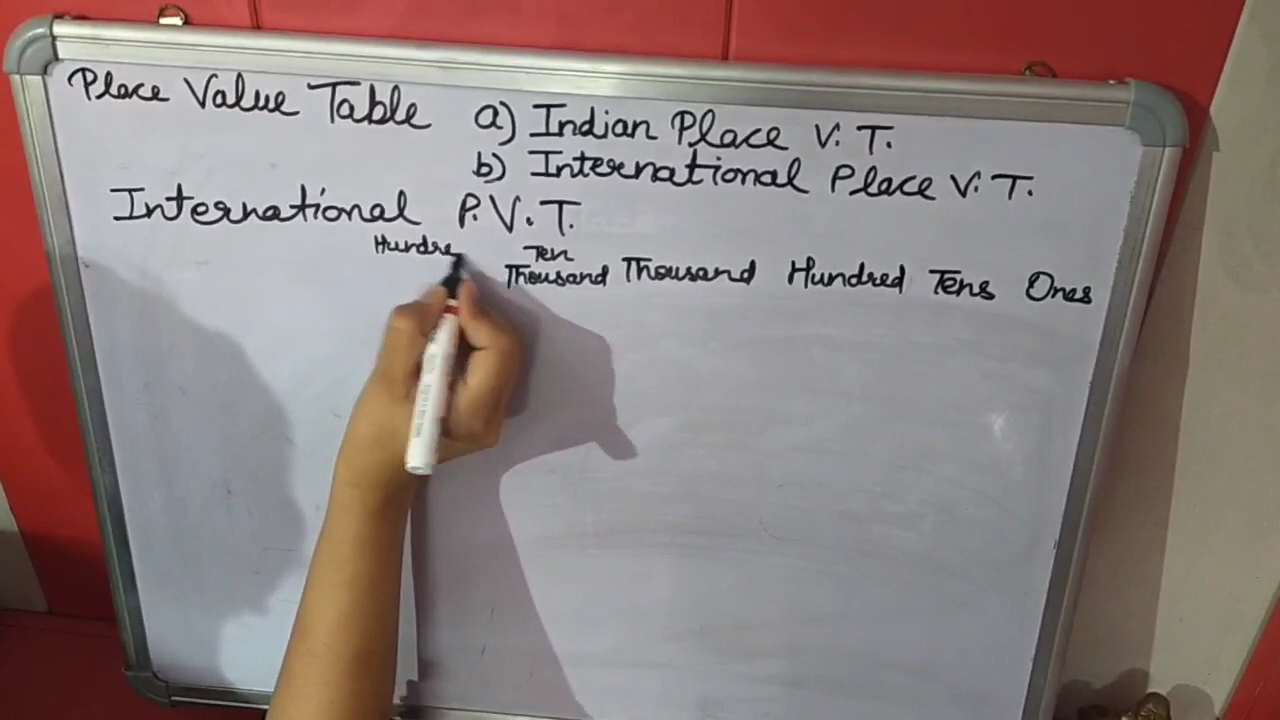 Place Value Table a) Indian Place V. T.
b) International Place V. T.
International P. V. T.
Hundre
Ten
Thousand Thousand Hundred Tens Ones